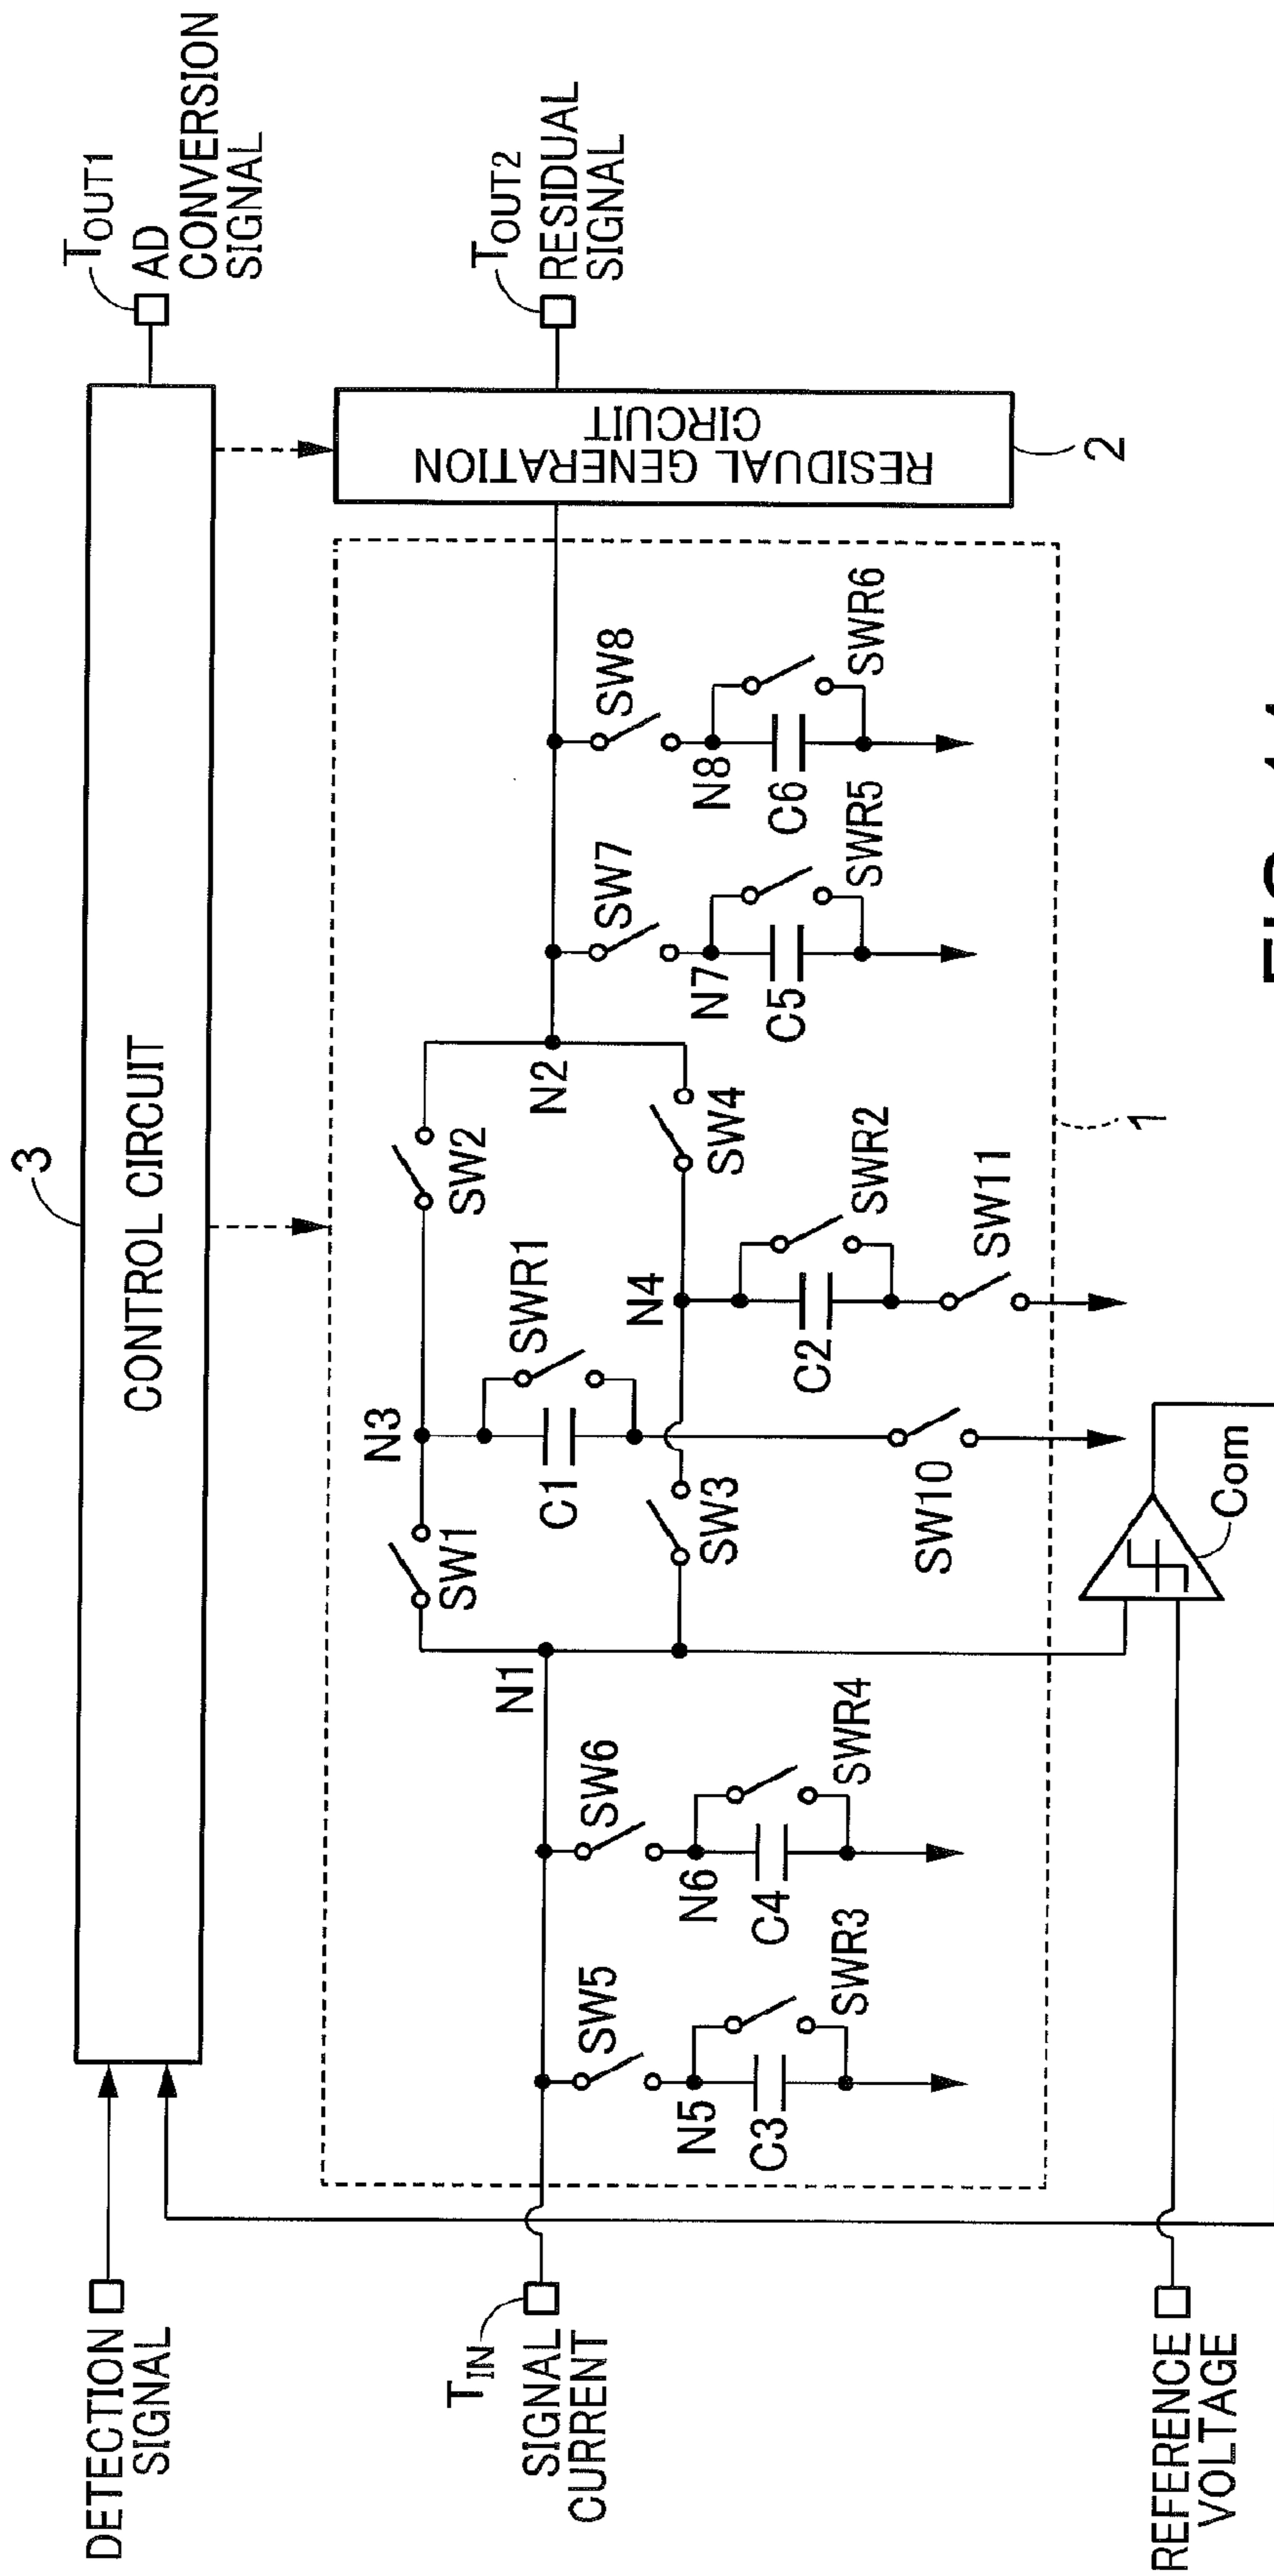 3
CONTROL CIRCUIT
DETECTION
SIGNAL
TOUT1
AD
CONVERSION
SIGNAL
TIN
SIGNAL
CURRENT
TOUT2
RESIDUAL
SIGNAL
RESIDUAL GENERATION
CIRCUIT
2
N1
N2
N3
N4
SW1
SW2
SW3
SW4
SW5
N5
C3
SWR3
SW6
N6
C4
SWR4
C1
SWR1
SW10
C2
SWR2
SW11
SW7
N7
C5
SWR5
SW8
N8
C6
SWR6
1
Com
REFERENCE
VOLTAGE